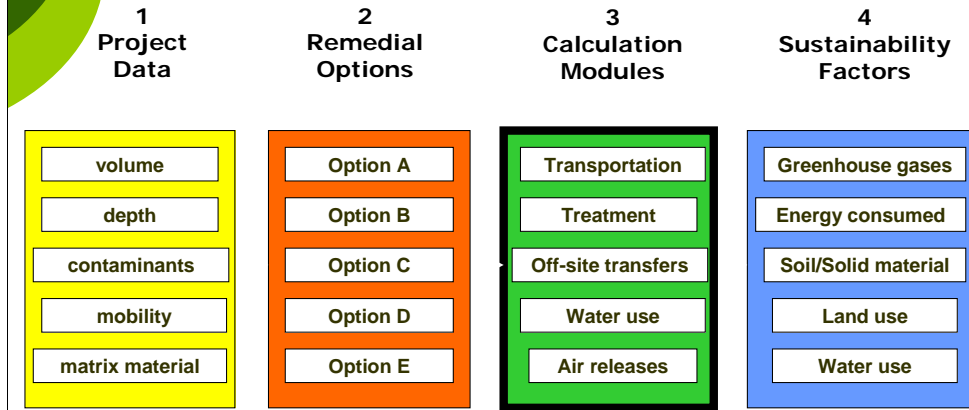 1
Project
Data
volume
depth
contaminants
mobility
matrix material
2
Remedial
Options
Option A
Option B
Option C
Option D
Option E
3
Calculation
Modules
Transportation
Treatment
Off-site transfers
Water use
Air releases
4
Sustainability
Factors
Greenhouse gases
Energy consumed
Soil/Solid material
Land use
Water use